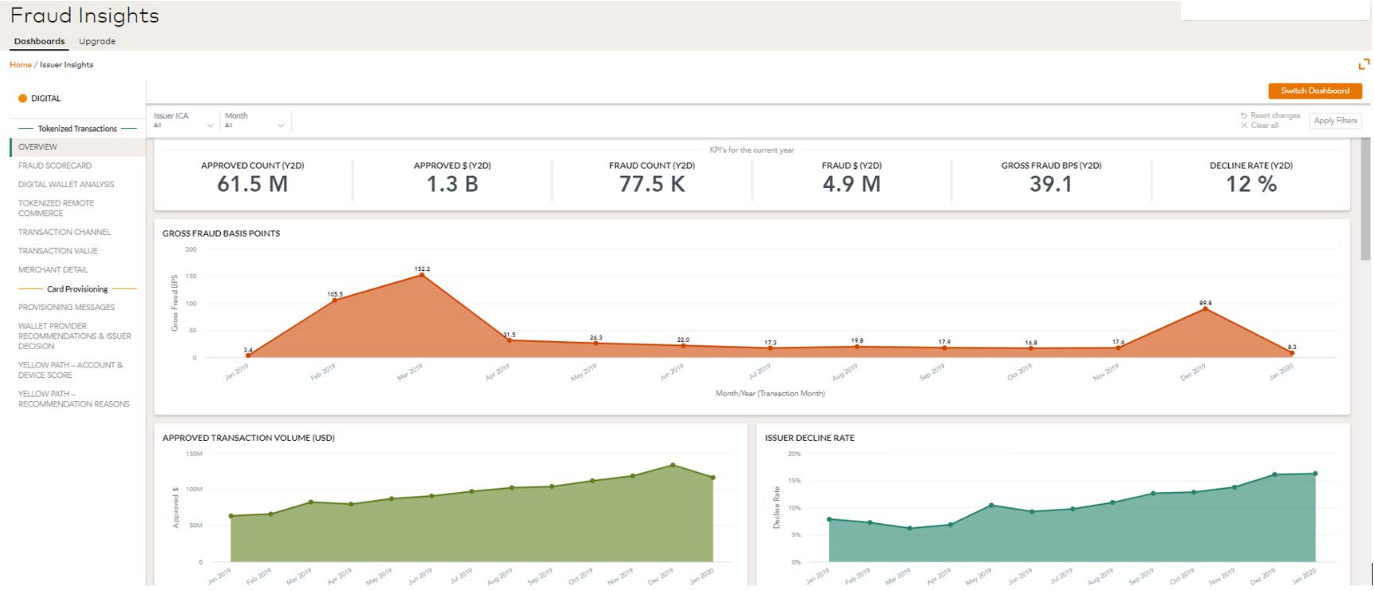 Fraud Insights
Dashboards Upgrade
Home / Issuer Insights
DIGITAL
Switch Dashboard
Issuer ICA
All
Month
All
Reset changes
Clear all
Apply Filters
Tokenized Transactions
OVERVIEW
FRAUD SCORECARD
DIGITAL WALLET ANALYSIS
TOKENIZED REMOTE
COMMERCE
TRANSACTION CHANNEL
TRANSACTION VALUE
MERCHANT DETAIL
Card Provisioning
PROVISIONING MESSAGES
WALLET PROVIDER
RECOMMENDATIONS & ISSUER
DECISION
YELLOW PATH – ACCOUNT &
DEVICE SCORE
YELLOW PATH –
RECOMMENDATION REASONS
KPI's for the current year
APPROVED COUNT (Y2D)
61.5 M
APPROVED $ (Y2D)
1.3 B
FRAUD COUNT (Y2D)
77.5 K
FRAUD $ (Y2D)
4.9 M
GROSS FRAUD BPS (Y2D)
39.1
DECLINE RATE (Y2D)
12 %
GROSS FRAUD BASIS POINTS
Gross Fraud BPS
200
150
100
50
0
3.4
105.5
152.2
31.5
26.3
22.0
17.3
19.8
17.9
16.8
17.6
89.8
8.3
Jan 2019
Feb 2019
Mar 2019
Apr 2019
May 2019
Jun 2019
Jul 2019
Aug 2019
Sep 2019
Oct 2019
Nov 2019
Dec 2019
Jan 2020
Month/Year (Transaction Month)
APPROVED TRANSACTION VOLUME (USD)
Approved $
150M
100M
50M
0
Jan 2019
Feb 2019
Mar 2019
Apr 2019
May 2019
Jun 2019
Jul 2019
Aug 2019
Sep 2019
Oct 2019
Nov 2019
Dec 2019
Jan 2020
ISSUER DECLINE RATE
Decline Rate
20%
15%
10%
5%
0%
Jan 2019
Feb 2019
Mar 2019
Apr 2019
May 2019
Jun 2019
Jul 2019
Aug 2019
Sep 2019
Oct 2019
Nov 2019
Dec 2019
Jan 2020